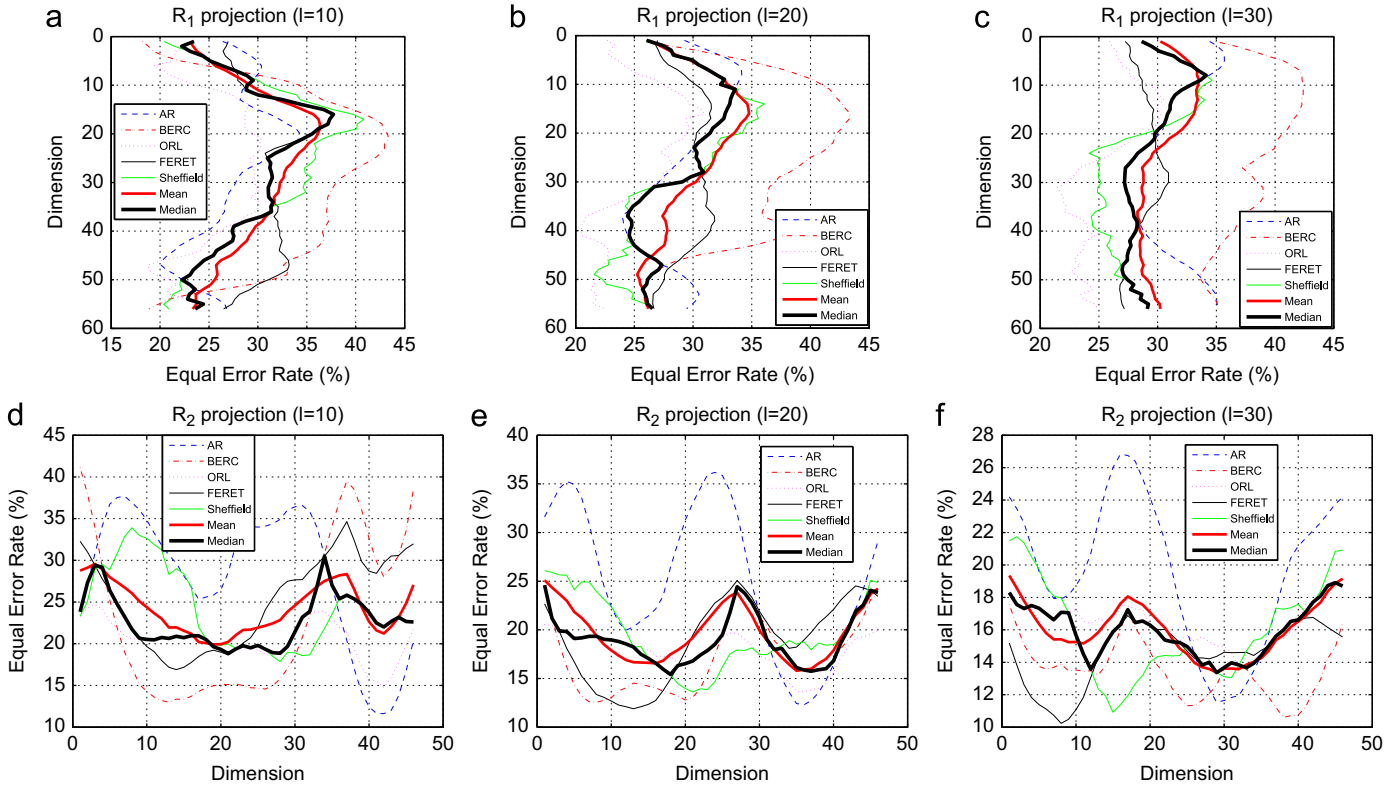 a
R1 projection (l=10)
0
10
20
30
40
50
60
15 20 25 30 35 40 45
Dimension
Equal Error Rate (%)
AR
BERC
ORL
FERET
Sheffield
Mean
Median
b
R1 projection (l=20)
0
10
20
30
40
50
60
20 25 30 35 40 45
Dimension
Equal Error Rate (%)
AR
BERC
ORL
FERET
Sheffield
Mean
Median
c
R1 projection (l=30)
0
10
20
30
40
50
60
20 25 30 35 40 45
Dimension
Equal Error Rate (%)
AR
BERC
ORL
FERET
Sheffield
Mean
Median
d
R2 projection (l=10)
45
40
35
30
25
20
15
10
0 10 20 30 40 50
Equal Error Rate (%)
Dimension
AR
BERC
ORL
FERET
Sheffield
Mean
Median
e
R2 projection (l=20)
40
35
30
25
20
15
10
0 10 20 30 40 50
Equal Error Rate (%)
Dimension
AR
BERC
ORL
FERET
Sheffield
Mean
Median
f
R2 projection (l=30)
28
26
24
22
20
18
16
14
12
10
0 10 20 30 40 50
Equal Error Rate (%)
Dimension
AR
BERC
ORL
FERET
Sheffield
Mean
Median